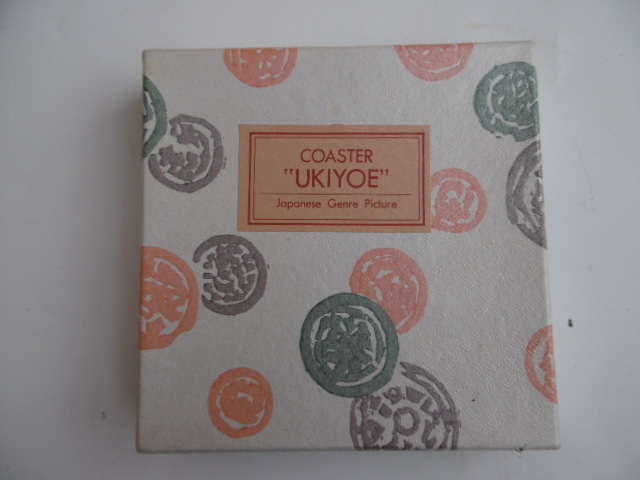 COASTER
"UKIYOE"
Japanese Genre Picture